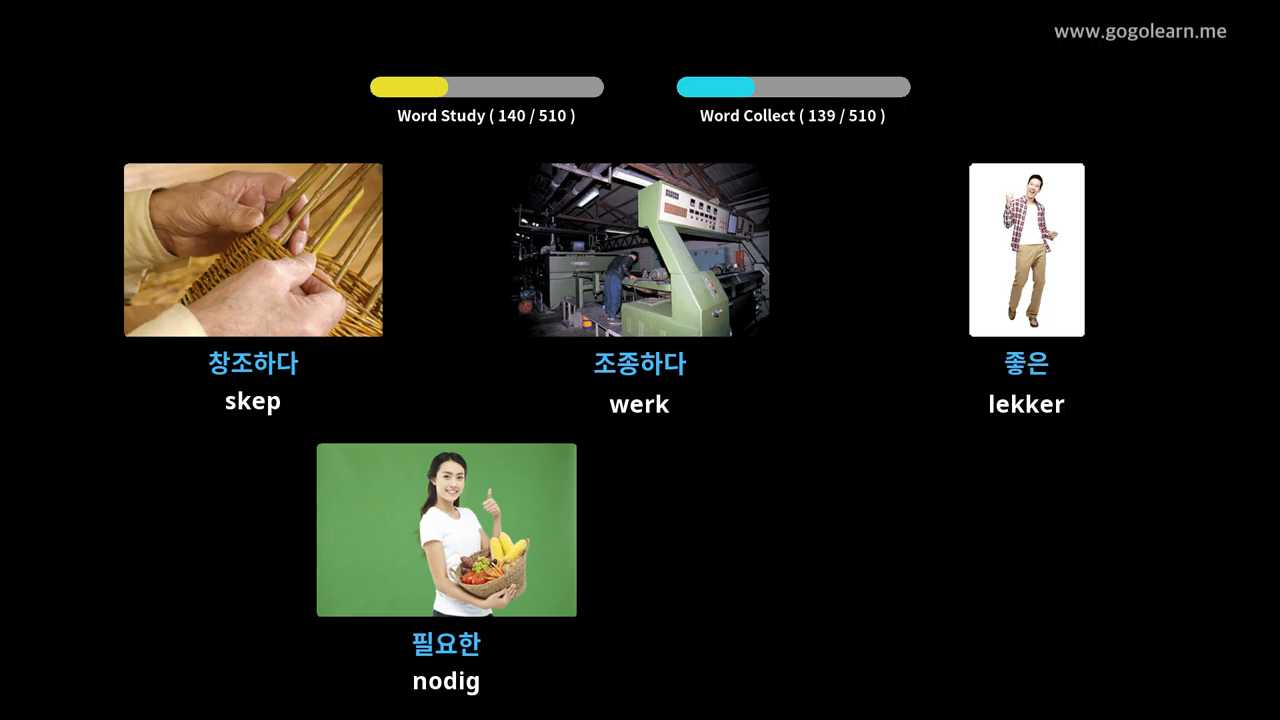 www.gogolearn.me
Word Study ( 140 / 510 )
Word Collect ( 139 / 510 )
창조하다
skep
조종하다
werk
좋은
lekker
필요한
nodig